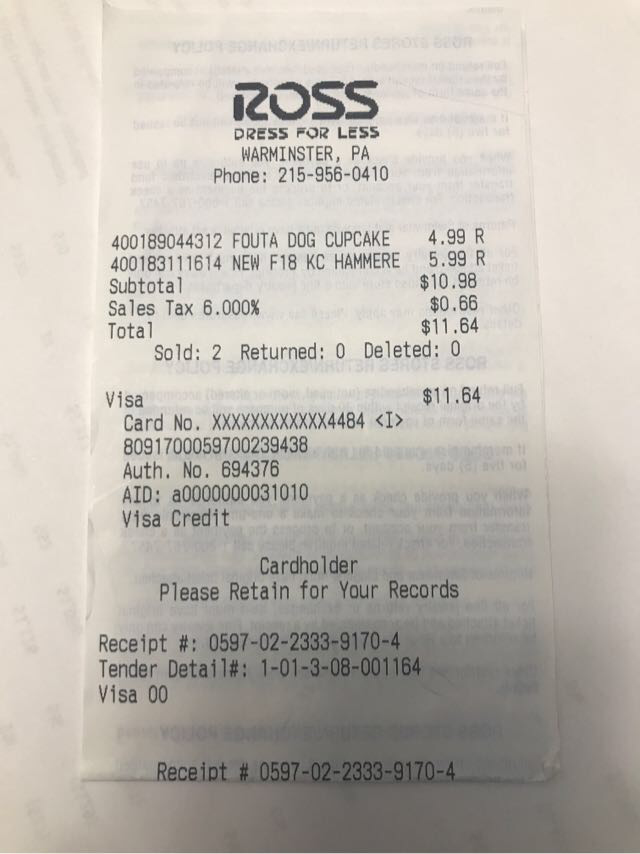 ROSS
DRESS FOR LESS
WARMINSTER, PA
Phone: 215-956-0410
400189044312 FOUTA DOG CUPCAKE 4.99 R
400183111614 NEW F18 KC HAMMERE 5.99 R
Subtotal $10.98
Sales Tax 6.000% $0.66
Total $11.64
Sold: 2 Returned: 0 Deleted: 0
Visa $11.64
Card No. XXXXXXXXXXXX4484 <I>
8091700059700239438
Auth. No. 694376
AID: a0000000031010
Visa Credit
Cardholder
Please Retain for Your Records
Receipt #: 0597-02-2333-9170-4
Tender Detail#: 1-01-3-08-001164
Visa 00
Receipt # 0597-02-2333-9170-4